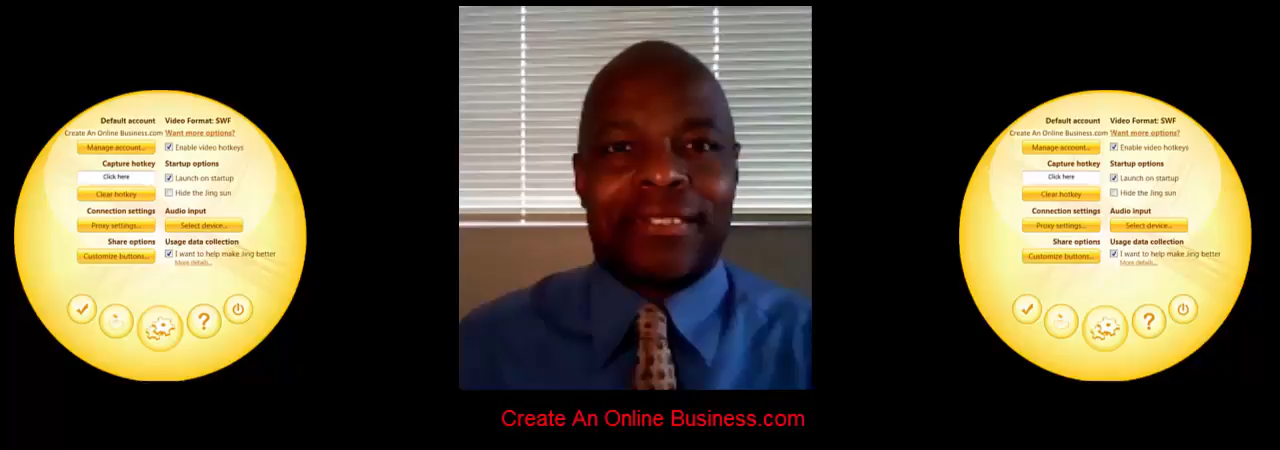 Default account
Create An Online Business.com
Manage account...
Capture hotkey
Click here
Clear hotkey
Connection settings
Proxy settings...
Share options
Customize buttons...
Video Format: SWF
Want more options?
Enable video hotkeys
Startup options
Launch on startup
Hide the Jing sun
Audio input
Select device...
Usage data collection
I want to help make Jing better
More details...
?
Create An Online Business.com
Default account
Create An Online Business.com
Manage account...
Capture hotkey
Click here
Clear hotkey
Connection settings
Proxy settings...
Share options
Customize buttons...
Video Format: SWF
Want more options?
Enable video hotkeys
Startup options
Launch on startup
Hide the Jing sun
Audio input
Select device...
Usage data collection
I want to help make Jing better
More details...
?